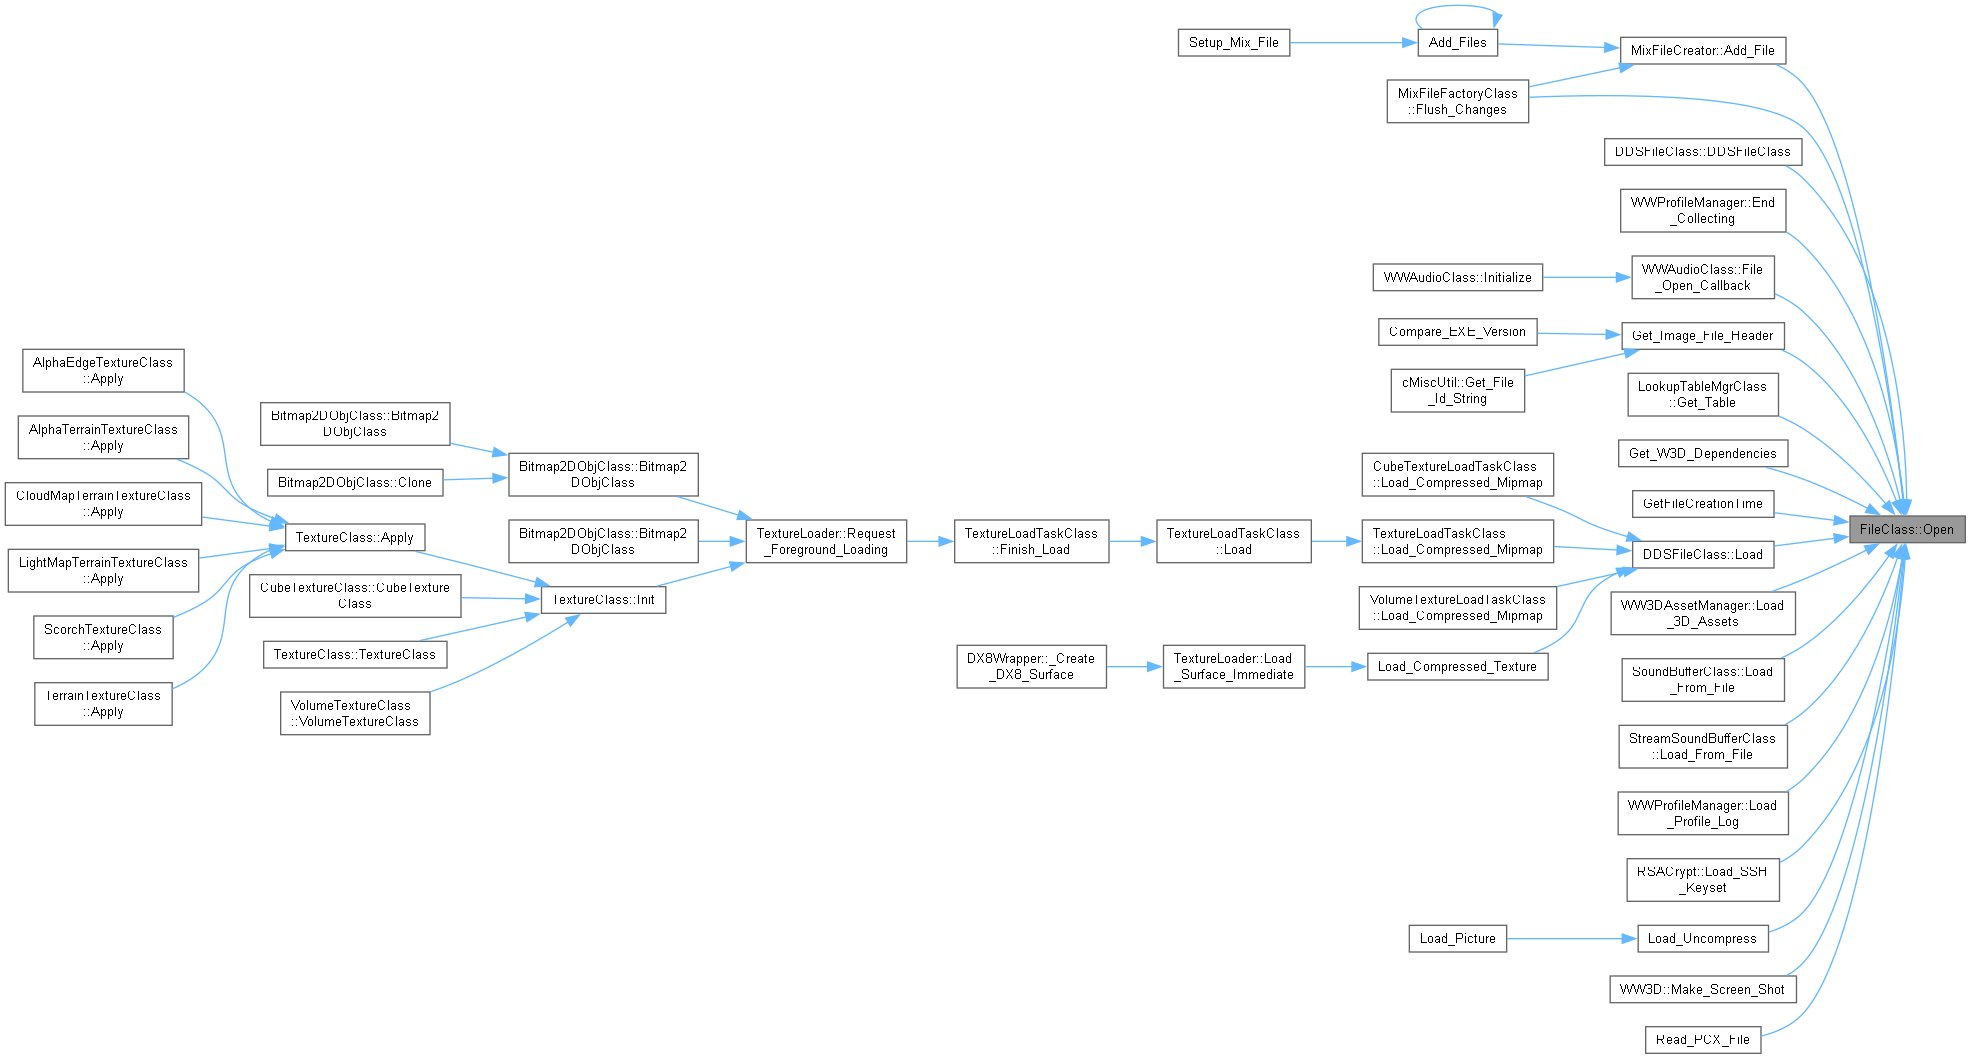 Setup_Mix_File
Add_Files
MixFileCreator::Add_File
MixFileFactoryClass
::Flush_Changes
DDSFileClass::DDSFileClass
WWProfileManager::End
_Collecting
WWAudioClass::Initialize
WWAudioClass::File
_Open_Callback
Compare_EXE_Version
Get_Image_File_Header
cMiscUtil::Get_File
_Id_String
LookupTableMgrClass
::Get_Table
Get_W3D_Dependencies
GetFileCreationTime
FileClass::Open
AlphaEdgeTextureClass
::Apply
AlphaTerrainTextureClass
::Apply
CloudMapTerrainTextureClass
::Apply
LightMapTerrainTextureClass
::Apply
ScorchTextureClass
::Apply
TerrainTextureClass
::Apply
Bitmap2DObjClass::Bitmap2
DObjClass
Bitmap2DObjClass::Clone
TextureClass::Apply
CubeTextureClass::CubeTexture
Class
TextureClass::TextureClass
VolumeTextureClass
::VolumeTextureClass
Bitmap2DObjClass::Bitmap2
DObjClass
Bitmap2DObjClass::Bitmap2
DObjClass
TextureClass::Init
TextureLoader::Request
_Foreground_Loading
TextureLoadTaskClass
::Finish_Load
TextureLoadTaskClass
::Load
CubeTextureLoadTaskClass
::Load_Compressed_Mipmap
TextureLoadTaskClass
::Load_Compressed_Mipmap
VolumeTextureLoadTaskClass
::Load_Compressed_Mipmap
DDSFileClass::Load
DX8Wrapper::_Create
_DX8_Surface
TextureLoader::Load
_Surface_Immediate
Load_Compressed_Texture
WW3DAssetManager::Load
_3D_Assets
SoundBufferClass::Load
_From_File
StreamSoundBufferClass
::Load_From_File
WWProfileManager::Load
_Profile_Log
RSACrypt::Load_SSH
_Keyset
Load_Picture
Load_Uncompress
WW3D::Make_Screen_Shot
Read_PCX_File